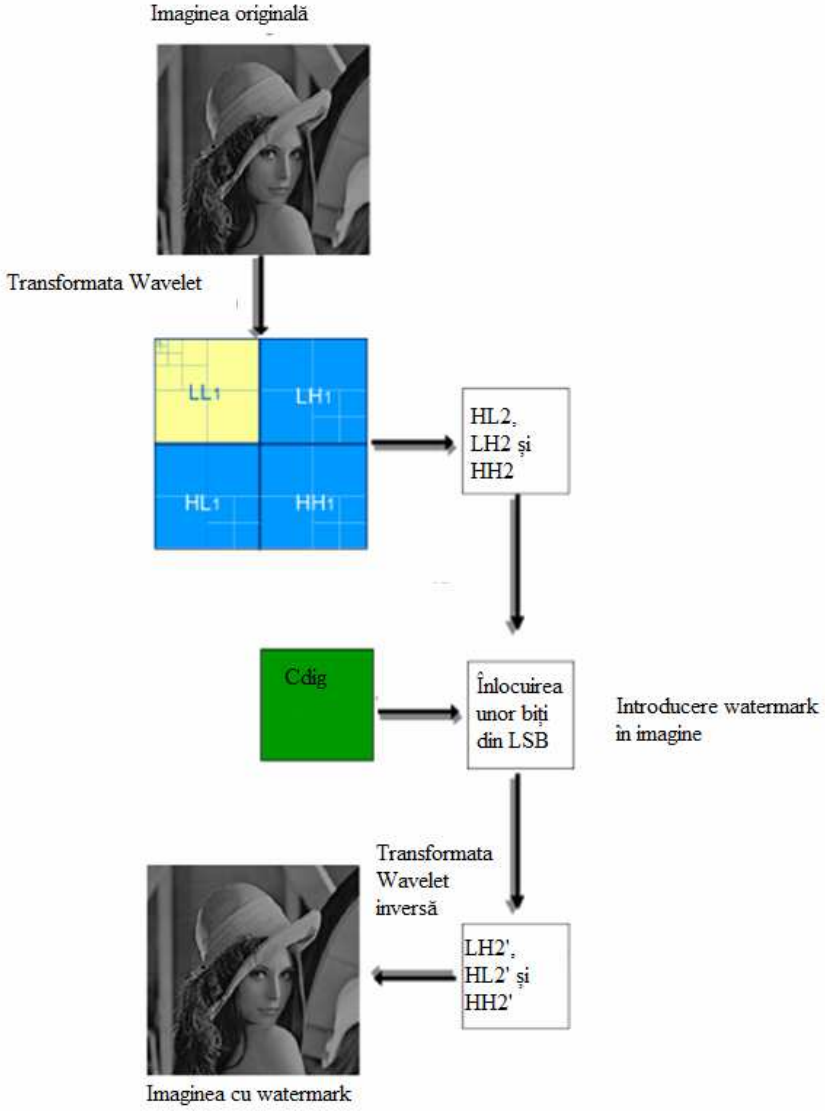 Imaginea originală
Transformata Wavelet
LL1
LH1
HL1
HH1
HL2,
LH2 și
HH2
Cdig
Înlocuirea
unor biți
din LSB
Introducere watermark
în imagine
Transformata
Wavelet
inversă
LH2',
HL2' și
HH2'
Imaginea cu watermark